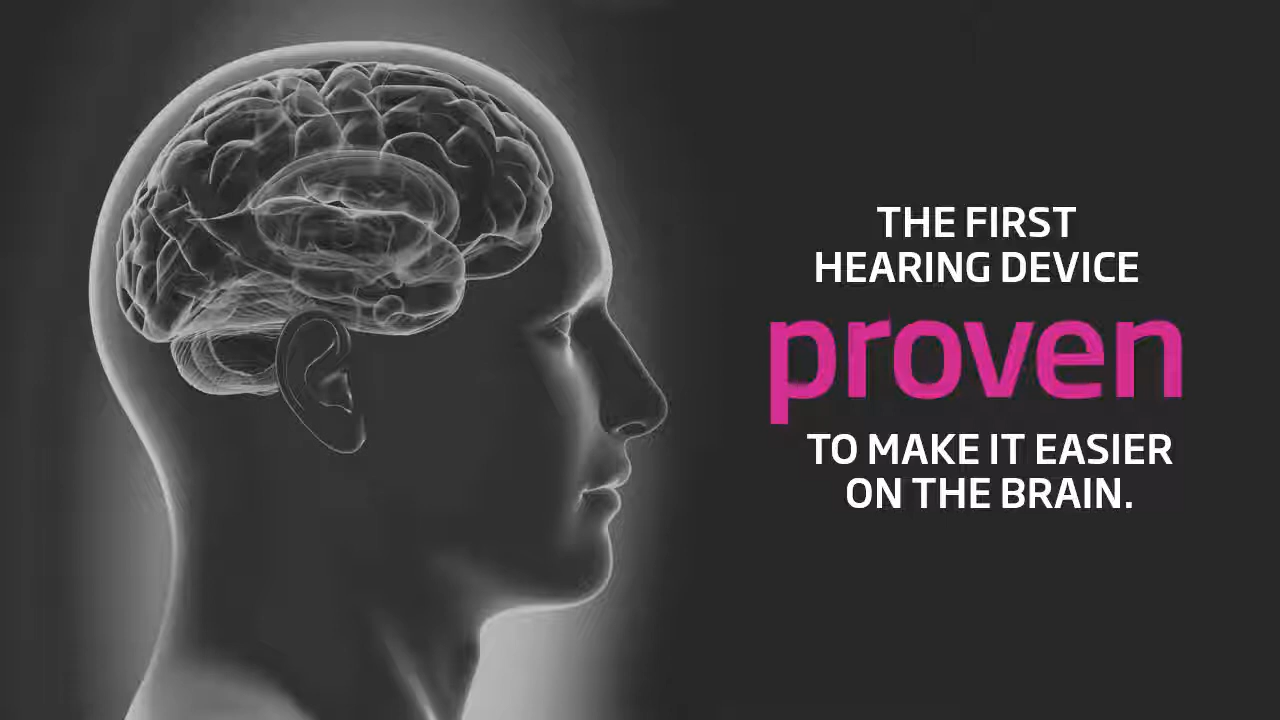 THE FIRST
HEARING DEVICE
proven
TO MAKE IT EASIER
ON THE BRAIN.